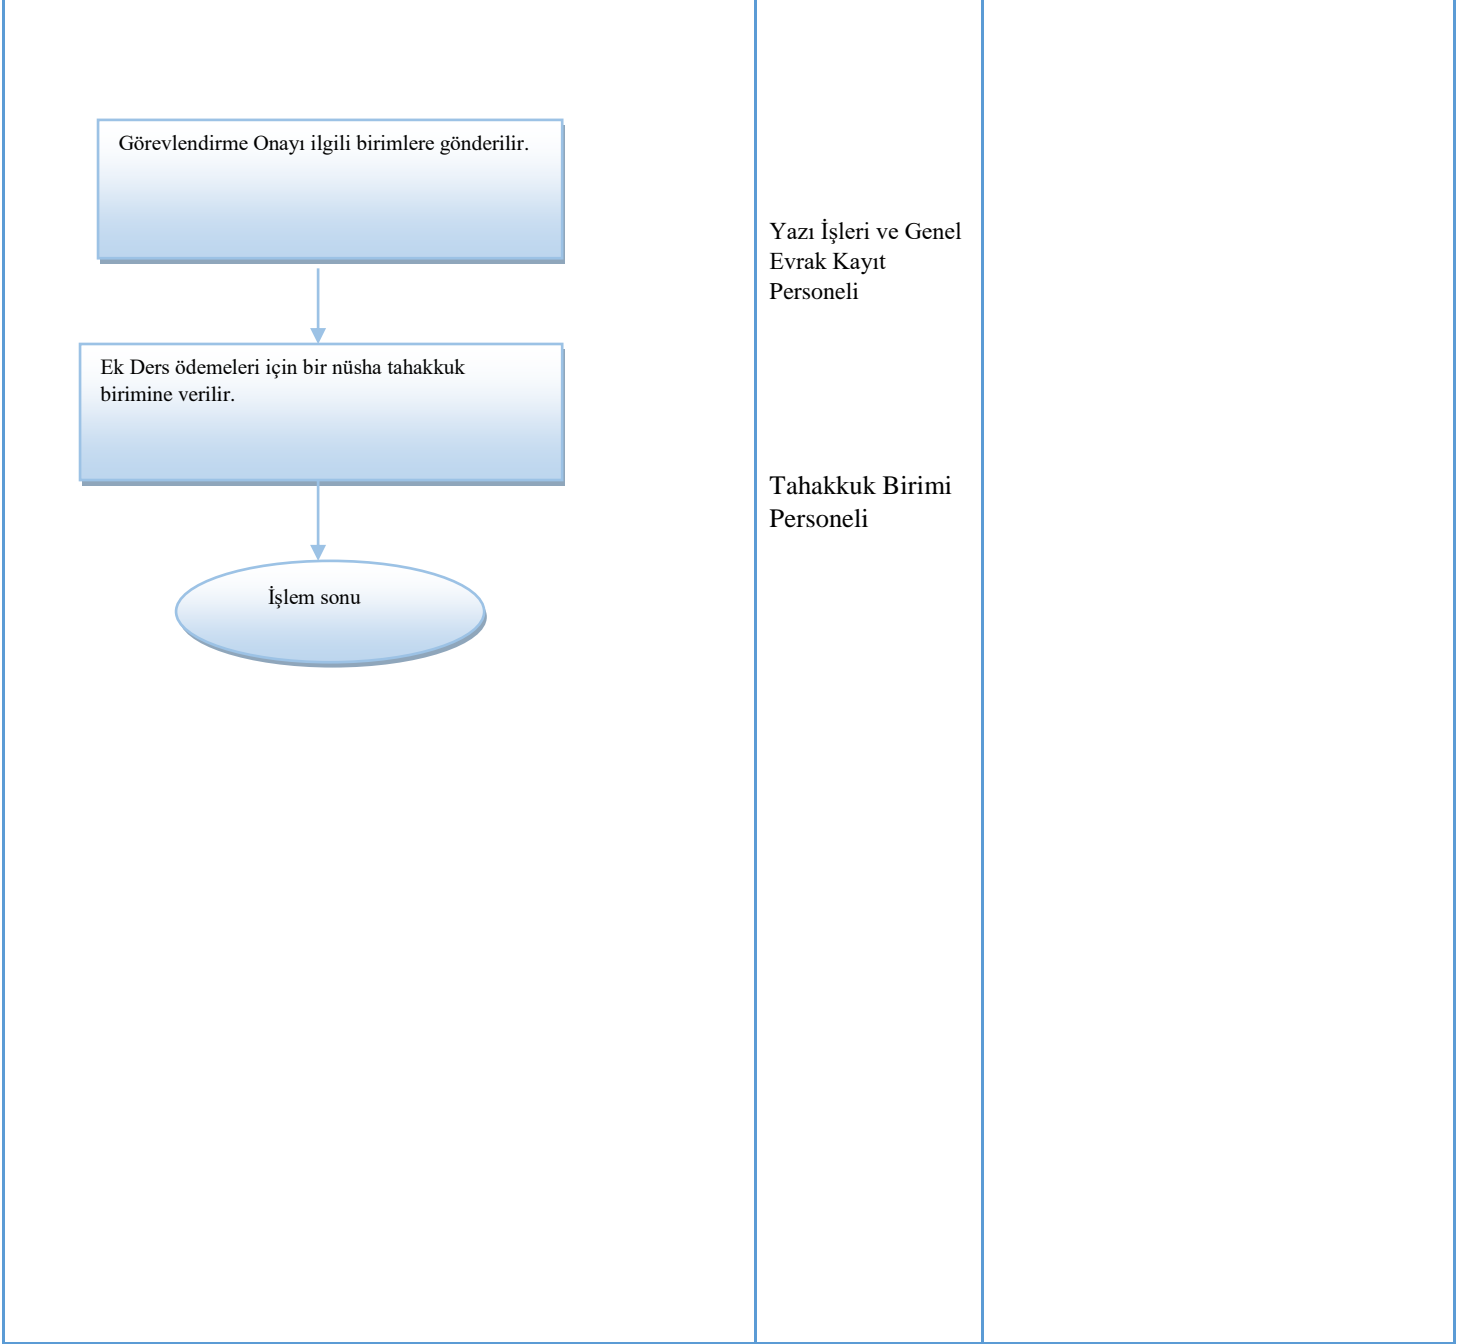 Görevlendirme Onayı ilgili birimlere gönderilir.
Yazı İşleri ve Genel
Evrak Kayıt
Personeli
Ek Ders ödemeleri için bir nüsha tahakkuk
birimine verilir.
Tahakkuk Birimi
Personeli
İşlem sonu